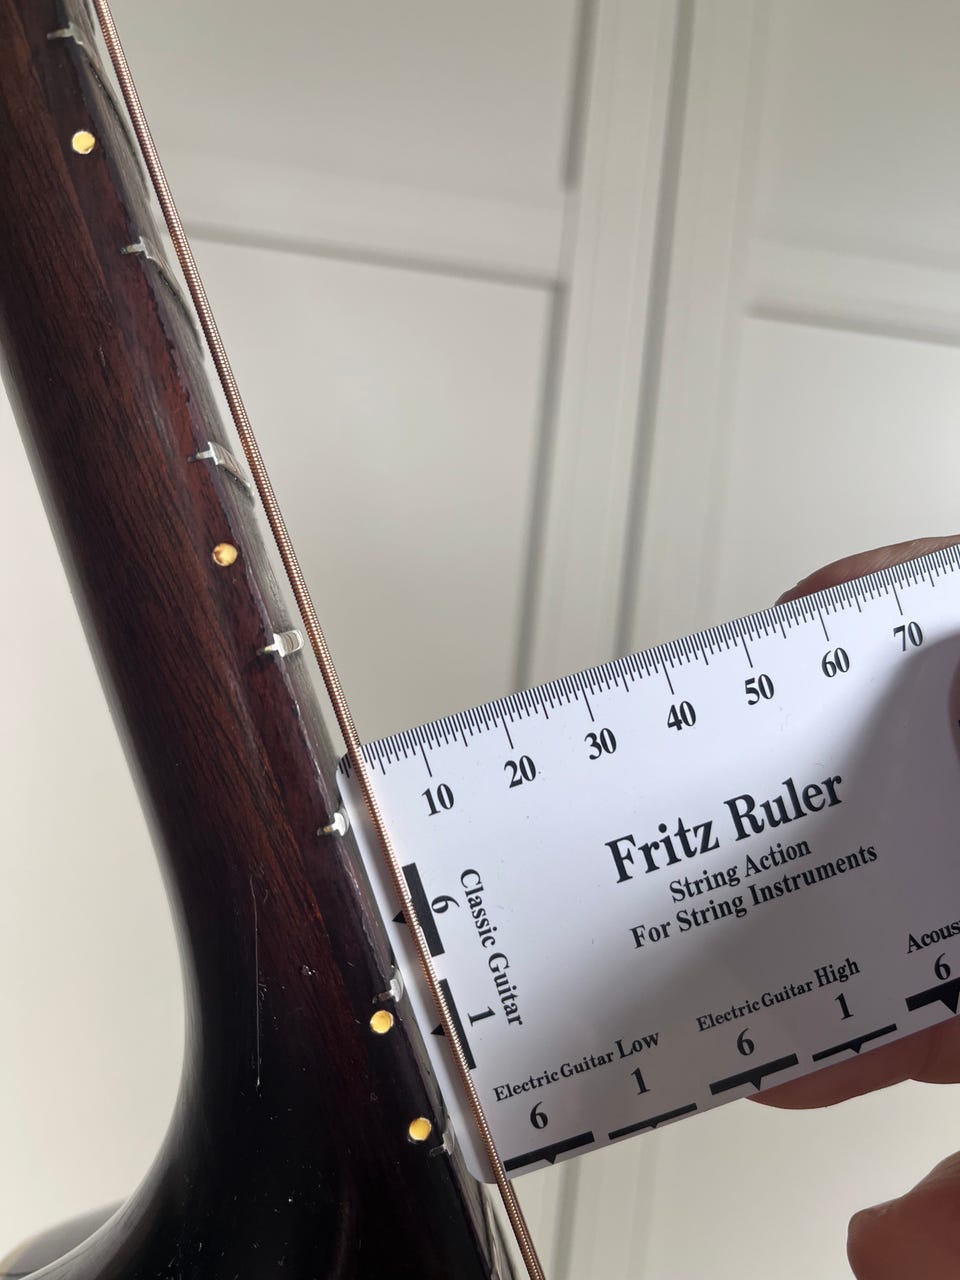 10 20 30 40 50 60 70
Fritz Ruler
String Action
For String Instruments
Classic Guitar
6 1
Electric Guitar Low
6 1
Electric Guitar High
6 1
6